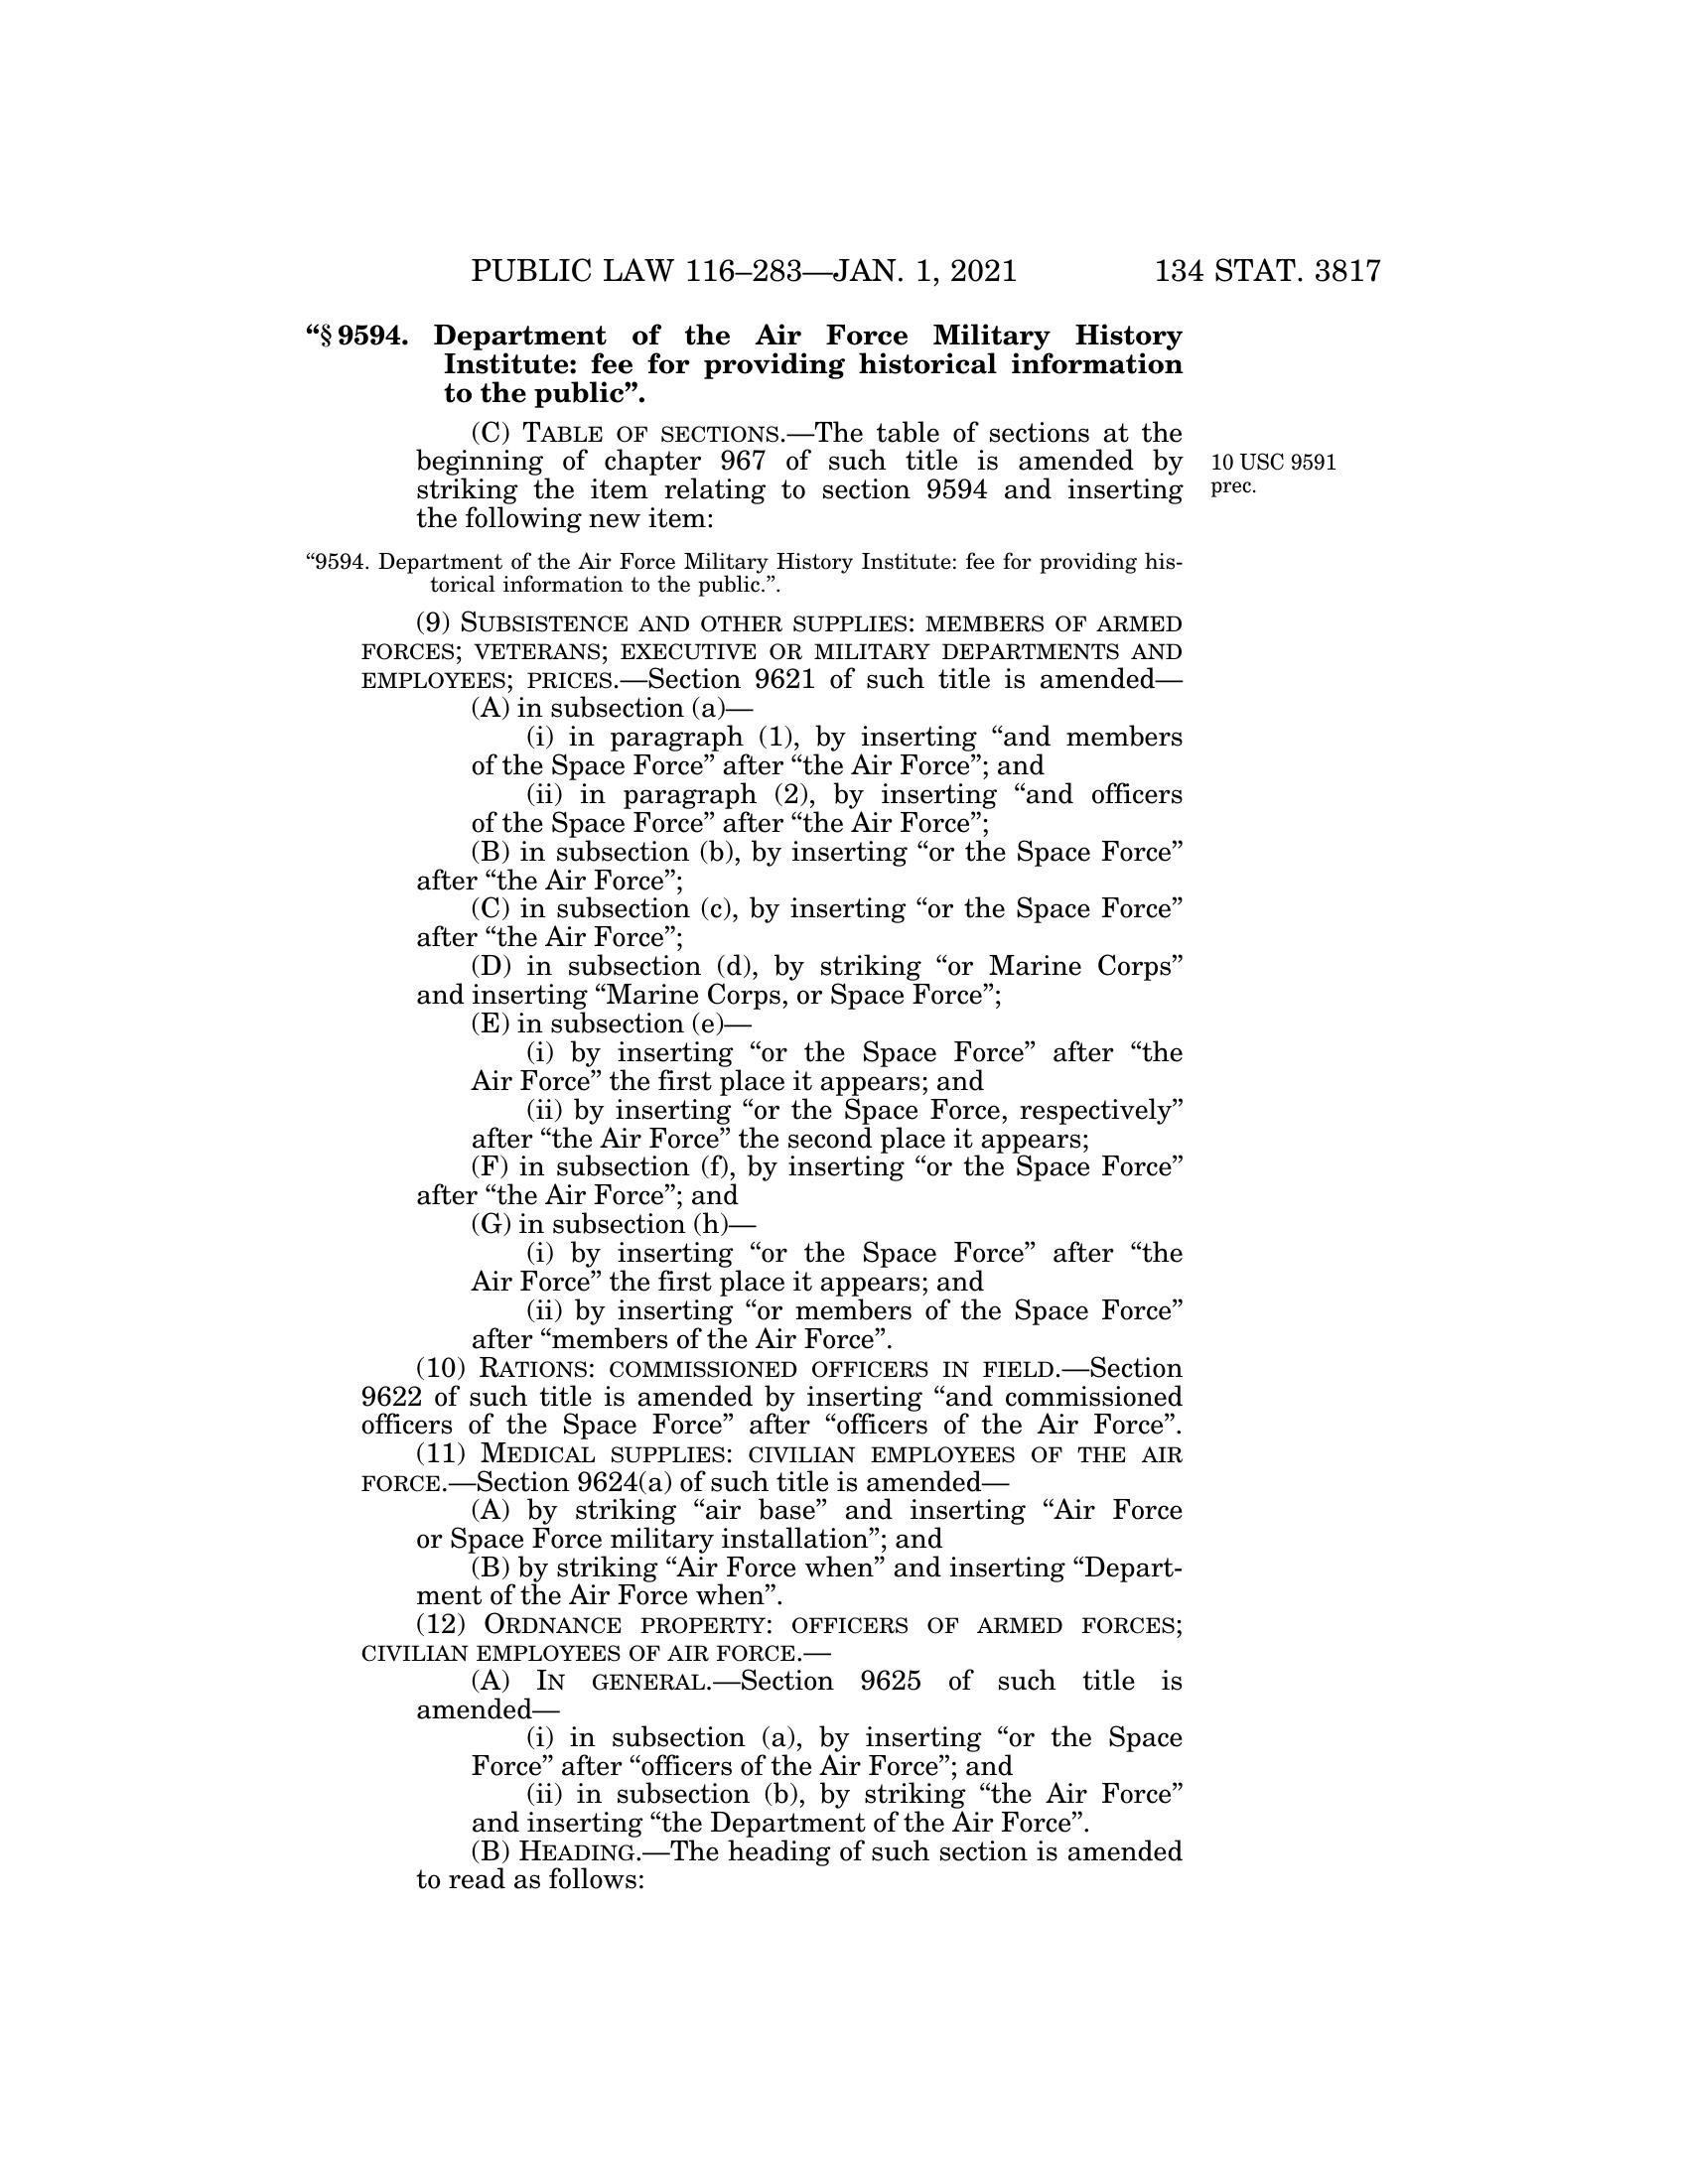 PUBLIC LAW 116–283—JAN. 1, 2021 134 STAT. 3817
“§ 9594. Department of the Air Force Military History
Institute: fee for providing historical information
to the public”.
(C) TABLE OF SECTIONS.—The table of sections at the
beginning of chapter 967 of such title is amended by
striking the item relating to section 9594 and inserting
the following new item:
10 USC 9591
prec.
“9594. Department of the Air Force Military History Institute: fee for providing his-
torical information to the public.”.
(9) SUBSISTENCE AND OTHER SUPPLIES: MEMBERS OF ARMED
FORCES; VETERANS; EXECUTIVE OR MILITARY DEPARTMENTS AND
EMPLOYEES; PRICES.—Section 9621 of such title is amended—
(A) in subsection (a)—
(i) in paragraph (1), by inserting “and members
of the Space Force” after “the Air Force”; and
(ii) in paragraph (2), by inserting “and officers
of the Space Force” after “the Air Force”;
(B) in subsection (b), by inserting “or the Space Force”
after “the Air Force”;
(C) in subsection (c), by inserting “or the Space Force”
after “the Air Force”;
(D) in subsection (d), by striking “or Marine Corps”
and inserting “Marine Corps, or Space Force”;
(E) in subsection (e)—
(i) by inserting “or the Space Force” after “the
Air Force” the first place it appears; and
(ii) by inserting “or the Space Force, respectively”
after “the Air Force” the second place it appears;
(F) in subsection (f), by inserting “or the Space Force”
after “the Air Force”; and
(G) in subsection (h)—
(i) by inserting “or the Space Force” after “the
Air Force” the first place it appears; and
(ii) by inserting “or members of the Space Force”
after “members of the Air Force”.
(10) RATIONS: COMMISSIONED OFFICERS IN FIELD.—Section
9622 of such title is amended by inserting “and commissioned
officers of the Space Force” after “officers of the Air Force”.
(11) MEDICAL SUPPLIES: CIVILIAN EMPLOYEES OF THE AIR
FORCE.—Section 9624(a) of such title is amended—
(A) by striking “air base” and inserting “Air Force
or Space Force military installation”; and
(B) by striking “Air Force when” and inserting “Depart-
ment of the Air Force when”.
(12) ORDNANCE PROPERTY: OFFICERS OF ARMED FORCES;
CIVILIAN EMPLOYEES OF AIR FORCE.—
(A) IN GENERAL.—Section 9625 of such title is
amended—
(i) in subsection (a), by inserting “or the Space
Force” after “officers of the Air Force”; and
(ii) in subsection (b), by striking “the Air Force”
and inserting “the Department of the Air Force”.
(B) HEADING.—The heading of such section is amended
to read as follows: